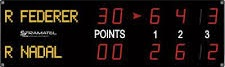 R FEDERER 30 6 4 3
STRAMATEL POINTS 1 2 3
R NADAL 00 2 6 2